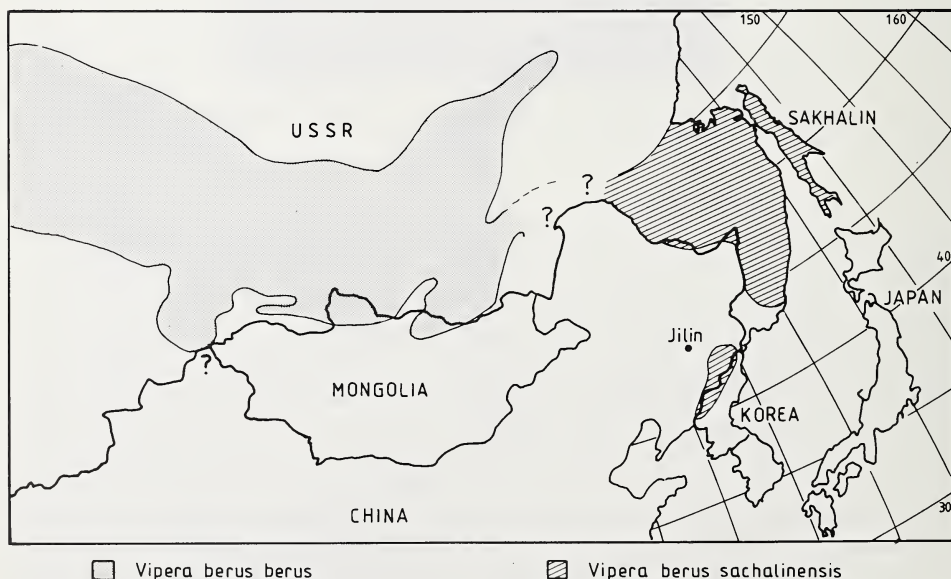 150
160
USSR
SAKHALIN
?
?
40
JAPAN
Jilin
?
MONGOLIA
KOREA
CHINA
30
Vipera berus berus
Vipera berus sachalinensis